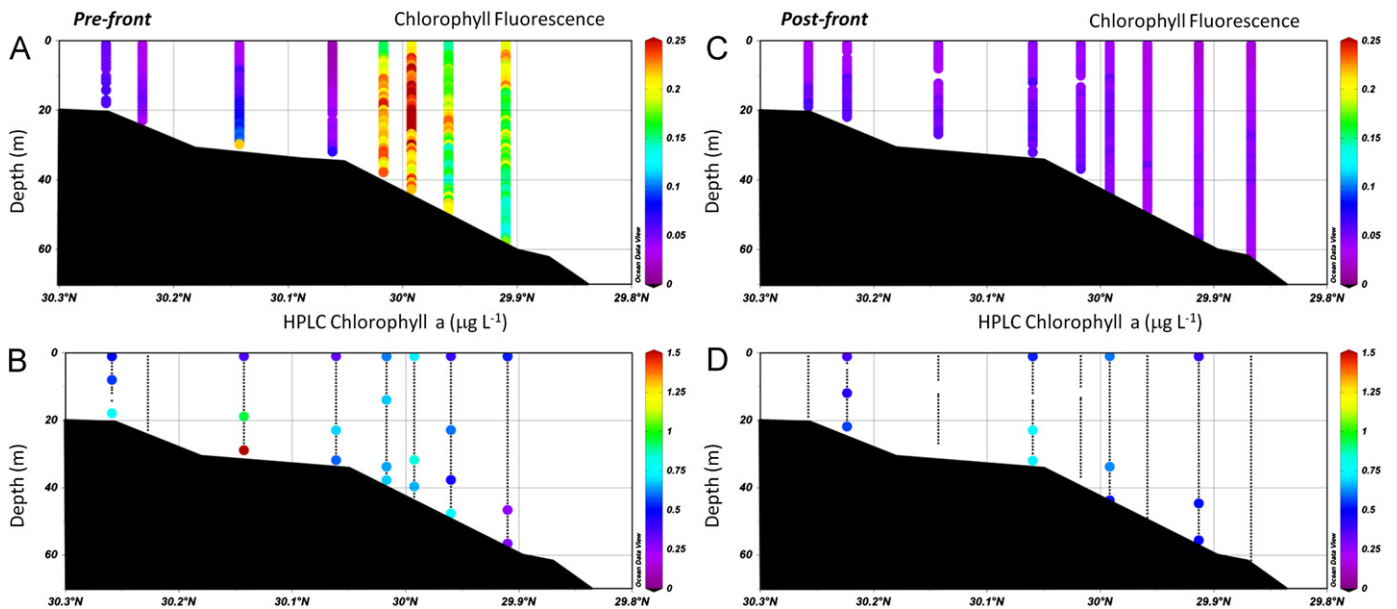 Pre-front Chlorophyll Fluorescence
A
0 20 40 60
Depth (m)
30.3°N 30.2°N 30.1°N 30°N 29.9°N 29.8°N
0.25 0.2 0.15 0.1 0.05 0
Ocean Data View
HPLC Chlorophyll a (µg L-1)
B
0 20 40 60
Depth (m)
30.3°N 30.2°N 30.1°N 30°N 29.9°N 29.8°N
1.5 1.25 1 0.75 0.5 0.25 0
Ocean Data View
Post-front Chlorophyll Fluorescence
C
0 20 40 60
Depth (m)
30.3°N 30.2°N 30.1°N 30°N 29.9°N 29.8°N
0.25 0.2 0.15 0.1 0.05 0
Ocean Data View
HPLC Chlorophyll a (µg L-1)
D
0 20 40 60
Depth (m)
30.3°N 30.2°N 30.1°N 30°N 29.9°N 29.8°N
1.5 1.25 1 0.75 0.5 0.25 0
Ocean Data View